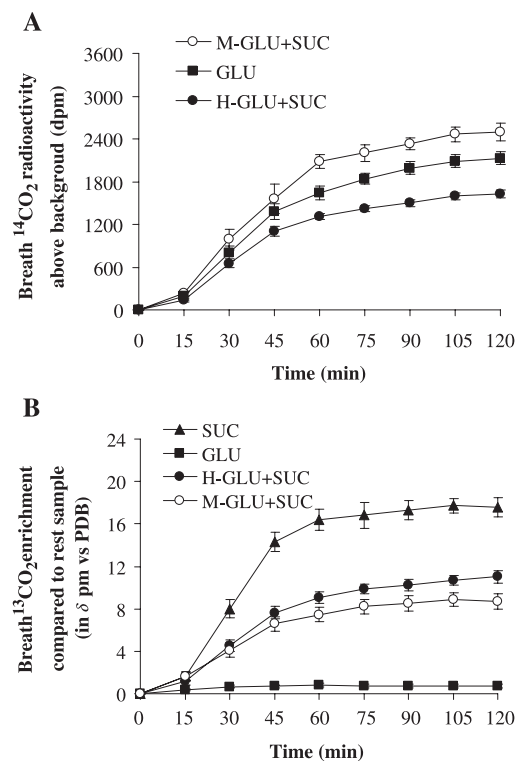 A
M-GLU+SUC
GLU
H-GLU+SUC
Breath ¹⁴CO₂ radioactivity
above backgroud (dpm)
3600
3000
2400
1800
1200
600
0
0 15 30 45 60 75 90 105 120
Time (min)
B
SUC
GLU
H-GLU+SUC
M-GLU+SUC
Breath¹³CO₂enrichment
compared to rest sample
(in δ pm vs PDB)
24
20
16
12
8
4
0
0 15 30 45 60 75 90 105 120
Time (min)